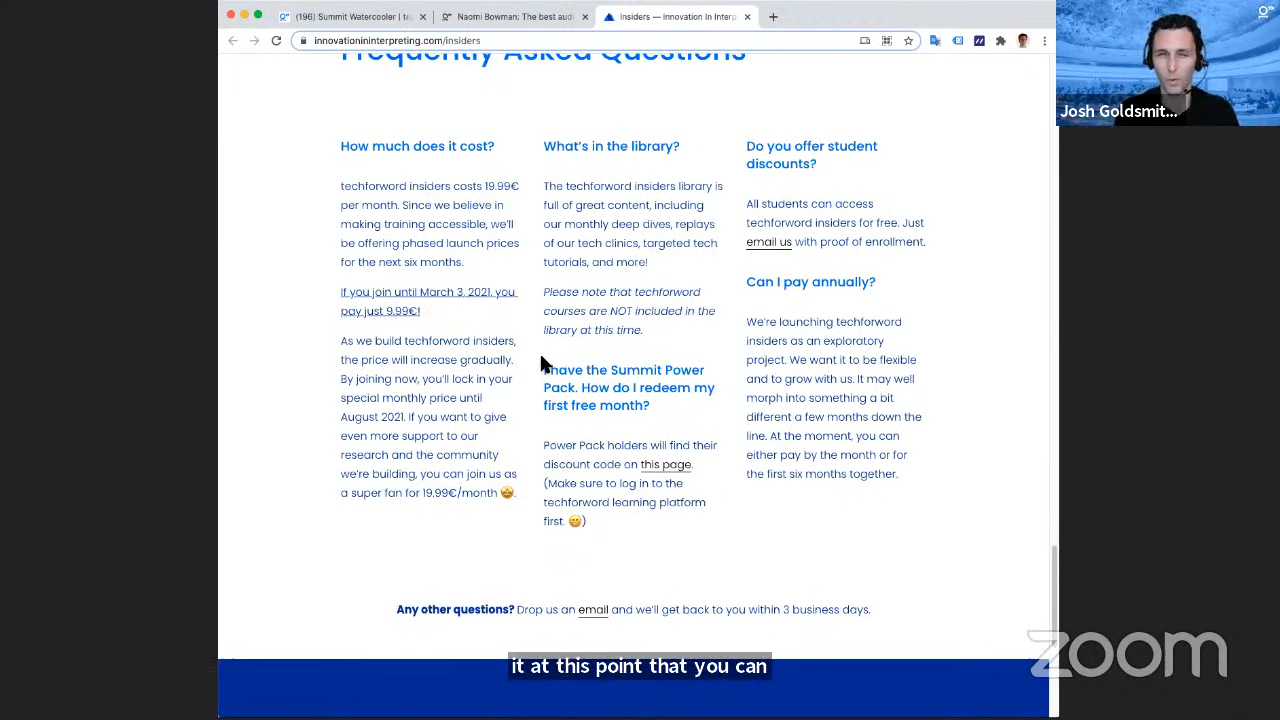 (196) Summit Watercooler | te
Naomi Bowman: The best audi
Insiders — Innovation In Interp
innovationininterpreting.com/insiders
Josh Goldsmit...
Frequently Asked Questions
How much does it cost?
techforword insiders costs 19.99€
per month. Since we believe in
making training accessible, we'll
be offering phased launch prices
for the next six months.
If you join until March 3, 2021, you
pay just 9.99€!
As we build techforword insiders,
the price will increase gradually.
By joining now, you'll lock in your
special monthly price until
August 2021. If you want to give
even more support to our
research and the community
we're building, you can join us as
a super fan for 19.99€/month 🤩.
What's in the library?
The techforword insiders library is
full of great content, including
our monthly deep dives, replays
of our tech clinics, targeted tech
tutorials, and more!
Please note that techforword
courses are NOT included in the
library at this time.
I have the Summit Power
Pack. How do I redeem my
first free month?
Power Pack holders will find their
discount code on this page.
(Make sure to log in to the
techforword learning platform
first. 😀)
Do you offer student
discounts?
All students can access
techforword insiders for free. Just
email us with proof of enrollment.
Can I pay annually?
We're launching techforword
insiders as an exploratory
project. We want it to be flexible
and to grow with us. It may well
morph into something a bit
different a few months down the
line. At the moment, you can
either pay by the month or for
the first six months together.
Any other questions? Drop us an email and we'll get back to you within 3 business days.
it at this point that you can
zoom